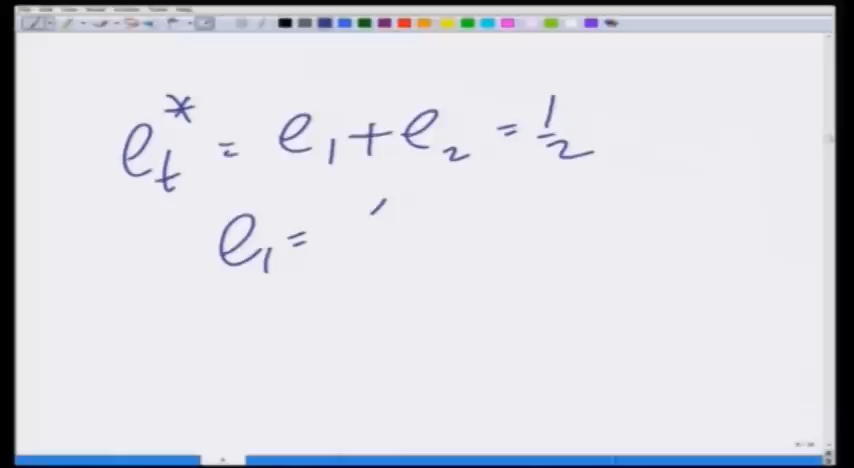 e_t^* = e_1 + e_2 = 1/2
e_1 =